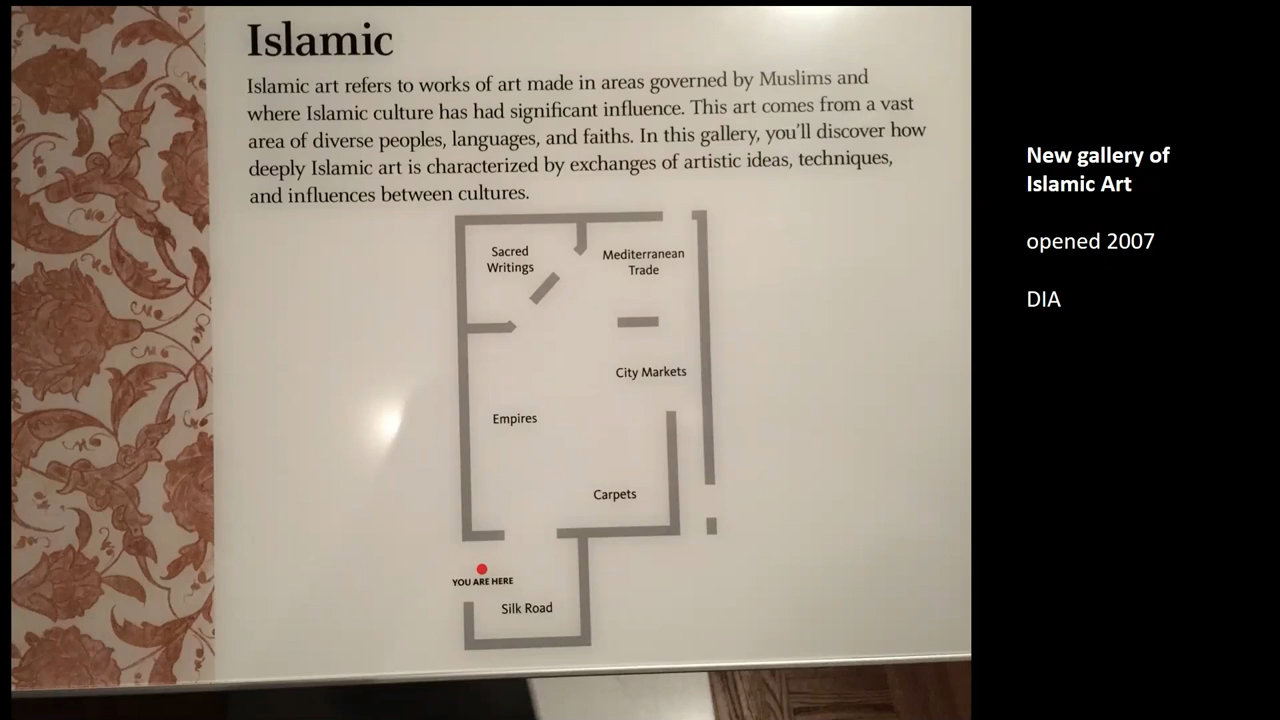 Islamic
Islamic art refers to works of art made in areas governed by Muslims and
where Islamic culture has had significant influence. This art comes from a vast
area of diverse peoples, languages, and faiths. In this gallery, you'll discover how
deeply Islamic art is characterized by exchanges of artistic ideas, techniques,
and influences between cultures.
Sacred
Writings
Mediterranean
Trade
City Markets
Empires
Carpets
YOU ARE HERE
Silk Road
New gallery of
Islamic Art
opened 2007
DIA